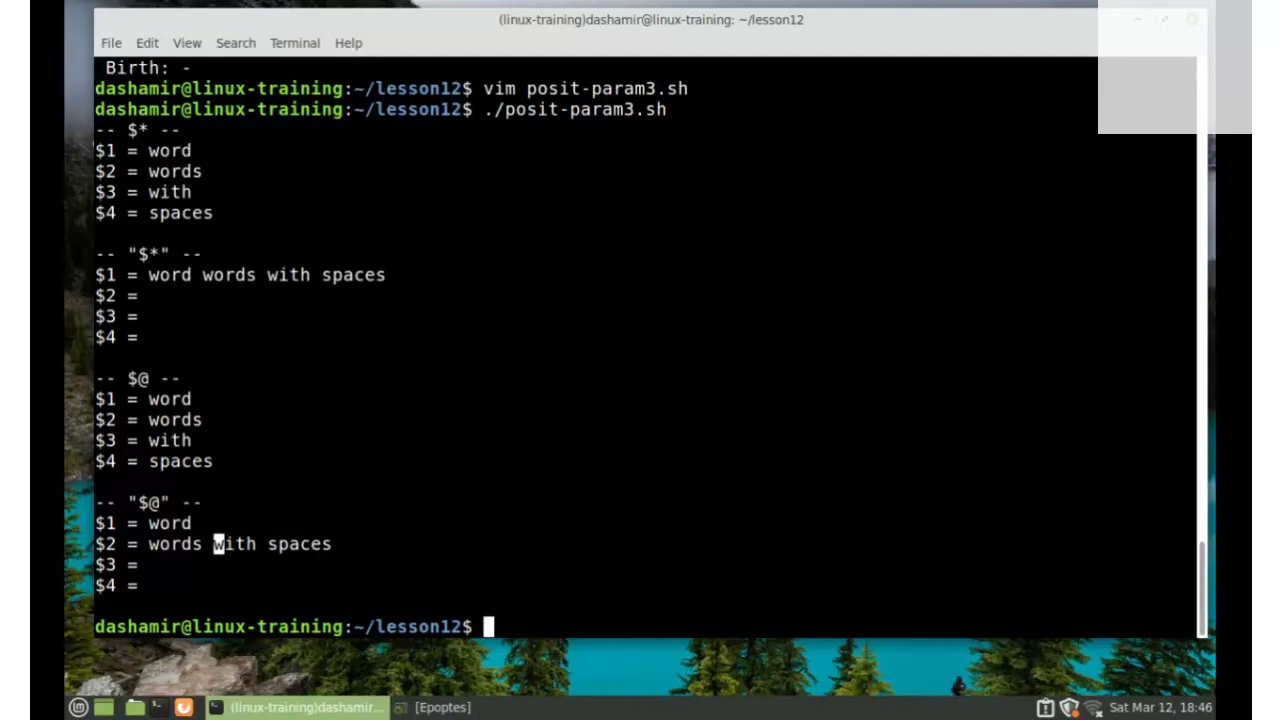 (linux-training)dashamir@linux-training: ~/lesson12
File Edit View Search Terminal Help
Birth: -
dashamir@linux-training:~/lesson12$ vim posit-param3.sh
dashamir@linux-training:~/lesson12$ ./posit-param3.sh
-- $* --
$1 = word
$2 = words
$3 = with
$4 = spaces
-- "$*" --
$1 = word words with spaces
$2 =
$3 =
$4 =
-- $@ --
$1 = word
$2 = words
$3 = with
$4 = spaces
-- "$@" --
$1 = word
$2 = words with spaces
$3 =
$4 =
dashamir@linux-training:~/lesson12$
(linux-training)dashamir... [Epoptes] Sat Mar 12, 18:46